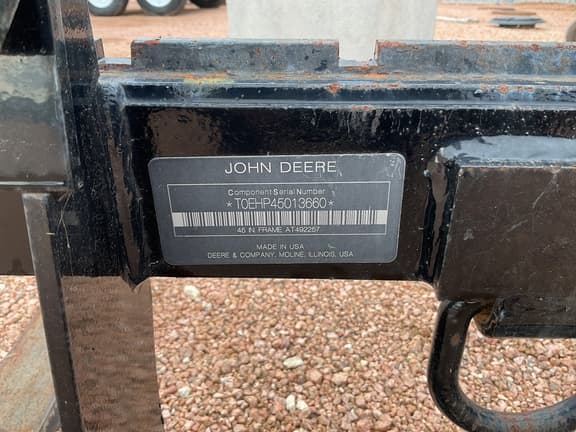 JOHN DEERE
Component Serial Number
*T0EHP45013660*
45 IN. FRAME AT492257
MADE IN USA
DEERE & COMPANY, MOLINE, ILLINOIS, USA